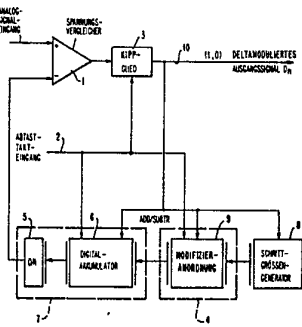 ANALOG-
SIGNAL-
EINGANG
SPANNUNGS-
VERGLEICHER
+
-
1
3
KIPP-
GLIED
10
(1,0)
DELTAMODULIERTES
AUSGANGSSIGNAL Dn
ABTAST-
TAKT-
EINGANG
2
ADD/SUBTR
5
DA
6
DIGITAL-
AKKUMULATOR
9
MODIFIZIER-
ANORDNUNG
8
SCHRITT-
GRÖSSEN-
GENERATOR
7
4